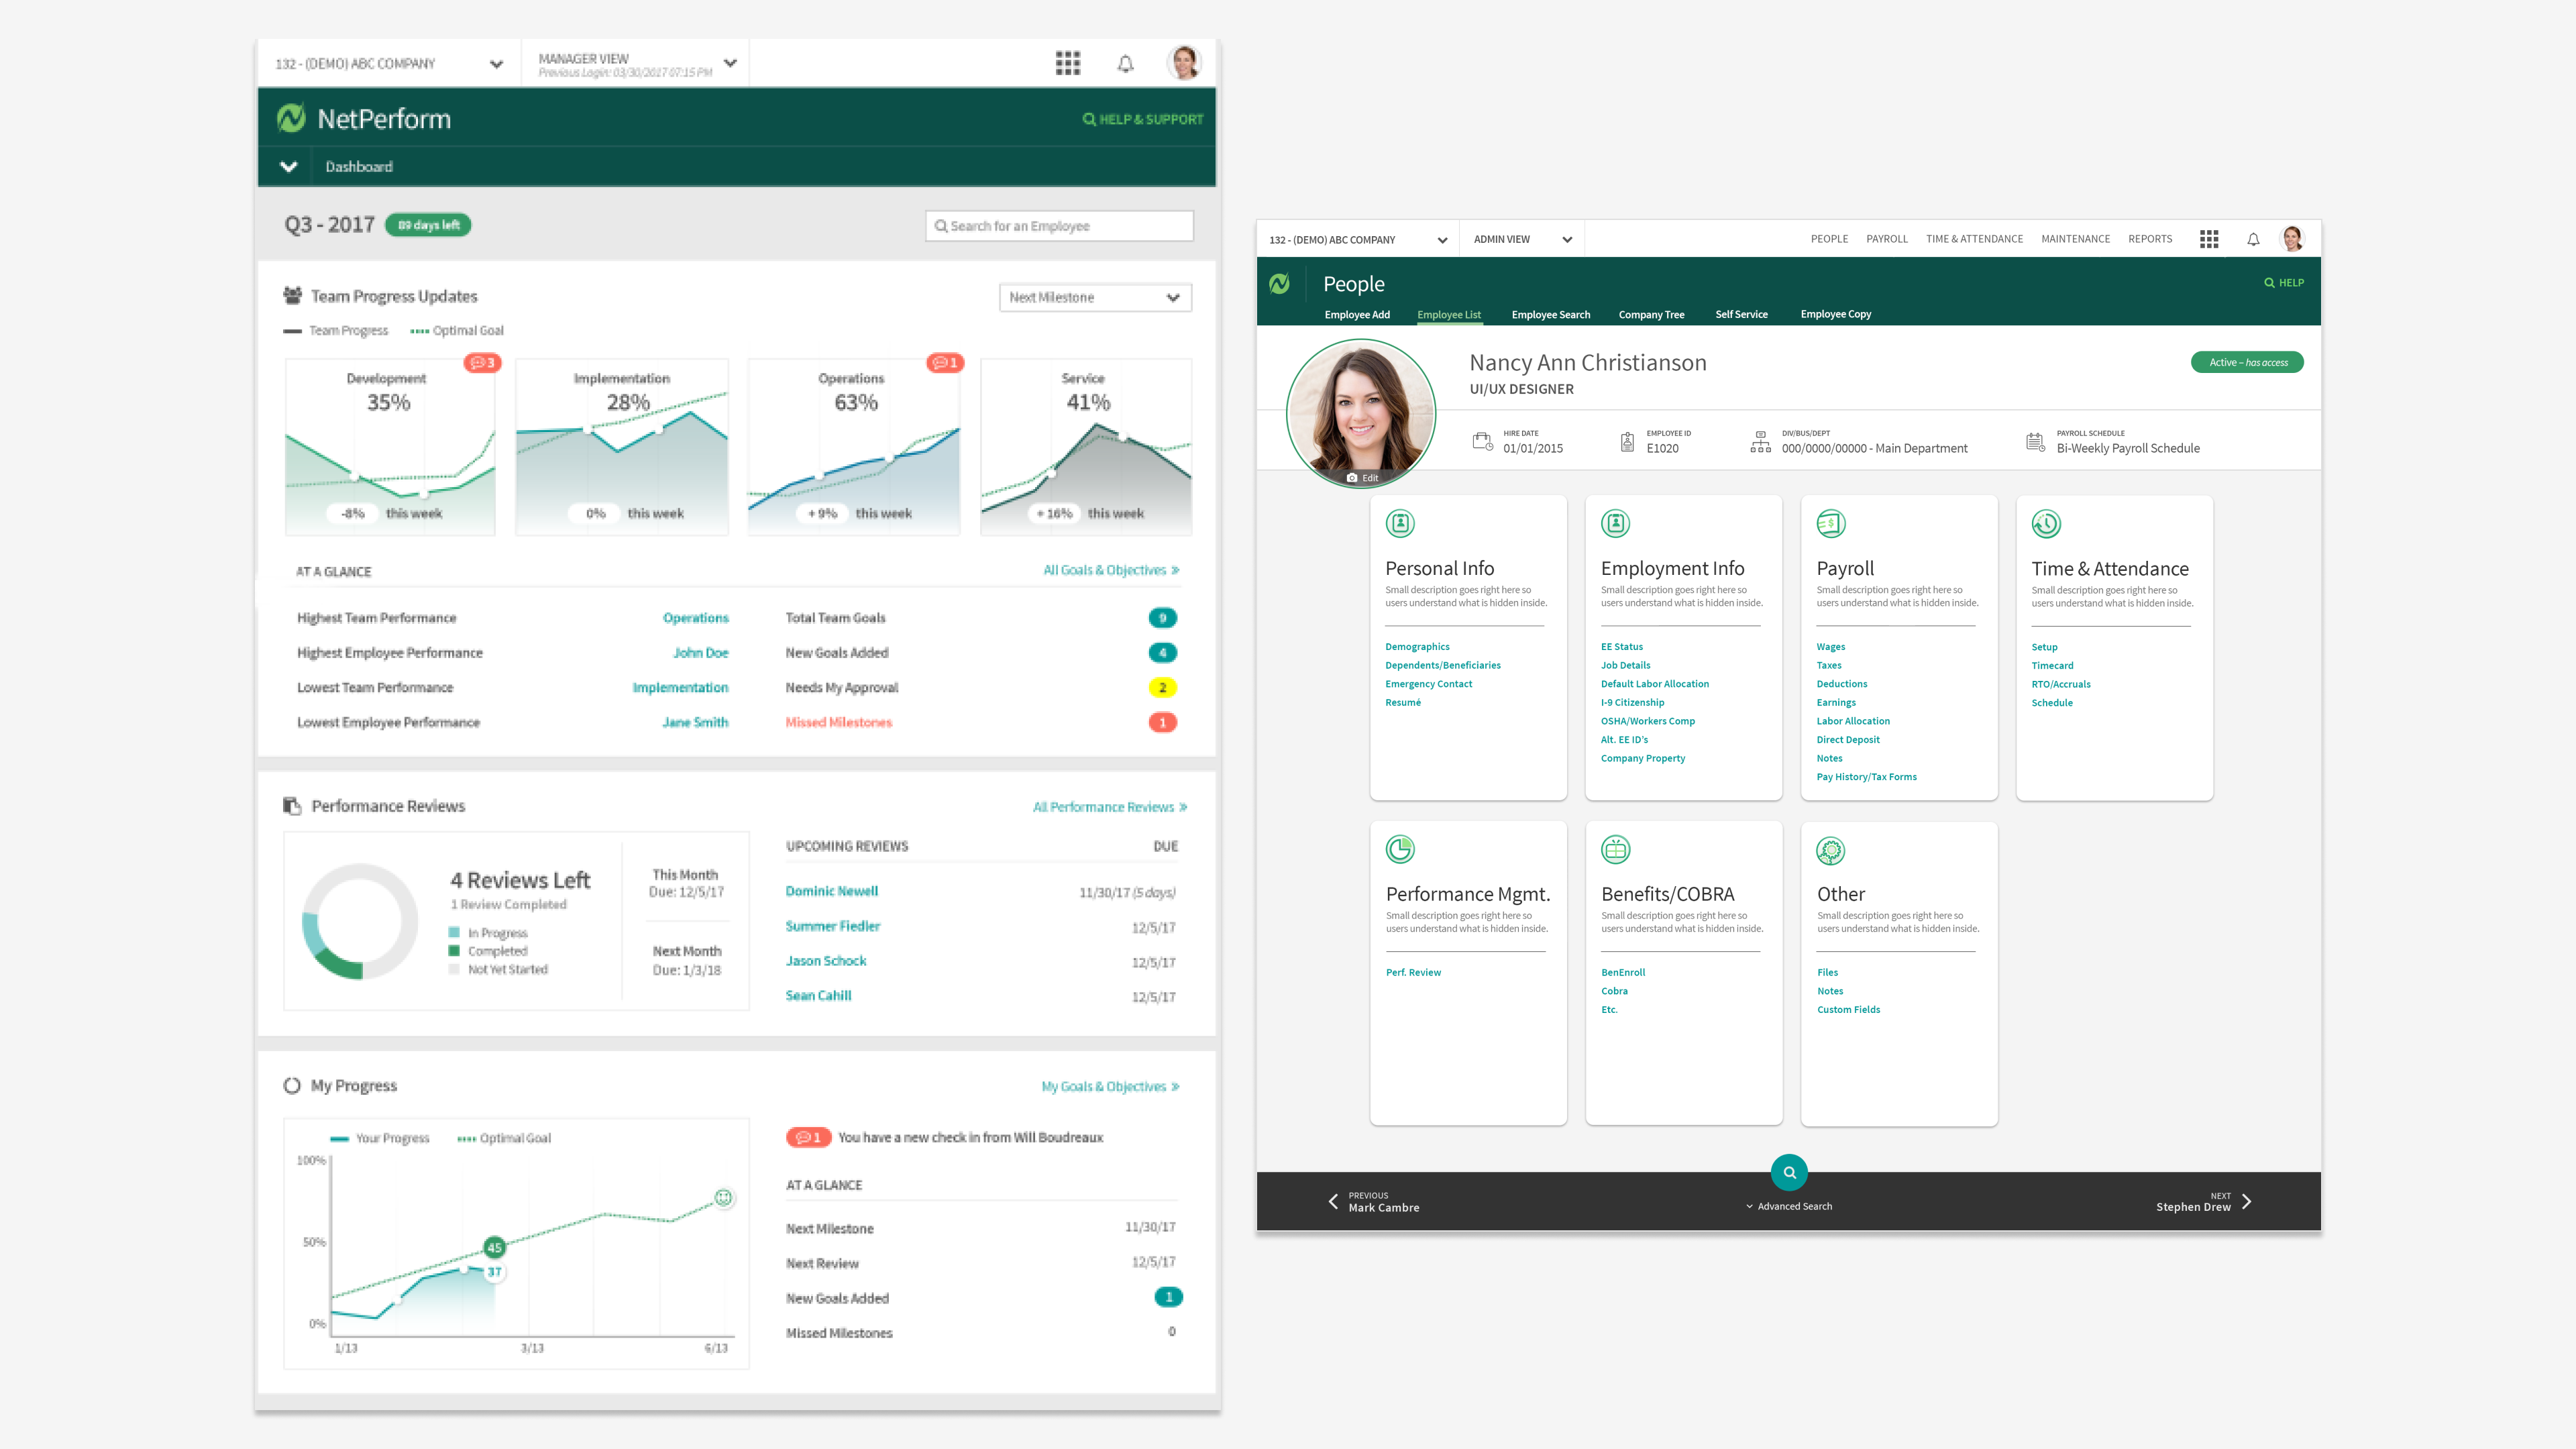 132 - (DEMO) ABC COMPANY
MANAGER VIEW
Previous Login: 03/30/2017 07:15 PM
NetPerform
HELP & SUPPORT
Dashboard
Q3 - 2017
89 days left
Search for an Employee
Team Progress Updates
Next Milestone
Team Progress
Optimal Goal
3
1
Development
Implementation
Operations
Service
35%
28%
63%
41%
-8% this week
0% this week
+ 9% this week
+ 16% this week
AT A GLANCE
All Goals & Objectives »
Highest Team Performance Operations
Total Team Goals 9
Highest Employee Performance John Doe
New Goals Added 4
Lowest Team Performance Implementation
Needs My Approval 2
Lowest Employee Performance Jane Smith
Missed Milestones 1
Performance Reviews
All Performance Reviews »
4 Reviews Left
1 Review Completed
In Progress
Completed
Not Yet Started
This Month
Due: 12/5/17
Next Month
Due: 1/3/18
UPCOMING REVIEWS DUE
Dominic Newell 11/30/17 (5 days)
Summer Fiedler 12/5/17
Jason Schock 12/5/17
Sean Cahill 12/5/17
My Progress
My Goals & Objectives »
Your Progress
Optimal Goal
100%
50%
0%
45
37
1/13
3/13
6/13
1 You have a new check in from Will Boudreaux
AT A GLANCE
Next Milestone 11/30/17
Next Review 12/5/17
New Goals Added 1
Missed Milestones 0
132 - (DEMO) ABC COMPANY
ADMIN VIEW
PEOPLE PAYROLL TIME & ATTENDANCE MAINTENANCE REPORTS
People
HELP
Employee Add Employee List Employee Search Company Tree Self Service Employee Copy
Nancy Ann Christianson
UI/UX DESIGNER
Active – has access
Edit
HIRE DATE
01/01/2015
EMPLOYEE ID
E1020
DIV/BUS/DEPT
000/0000/00000 - Main Department
PAYROLL SCHEDULE
Bi-Weekly Payroll Schedule
Personal Info
Small description goes right here so
users understand what is hidden inside.
Demographics
Dependents/Beneficiaries
Emergency Contact
Resumé
Employment Info
Small description goes right here so
users understand what is hidden inside.
EE Status
Job Details
Default Labor Allocation
I-9 Citizenship
OSHA/Workers Comp
Alt. EE ID's
Company Property
Payroll
Small description goes right here so
users understand what is hidden inside.
Wages
Taxes
Deductions
Earnings
Labor Allocation
Direct Deposit
Notes
Pay History/Tax Forms
Time & Attendance
Small description goes right here so
users understand what is hidden inside.
Setup
Timecard
RTO/Accruals
Schedule
Performance Mgmt.
Small description goes right here so
users understand what is hidden inside.
Perf. Review
Benefits/COBRA
Small description goes right here so
users understand what is hidden inside.
BenEnroll
Cobra
Etc.
Other
Small description goes right here so
users understand what is hidden inside.
Files
Notes
Custom Fields
PREVIOUS
Mark Cambre
Advanced Search
NEXT
Stephen Drew